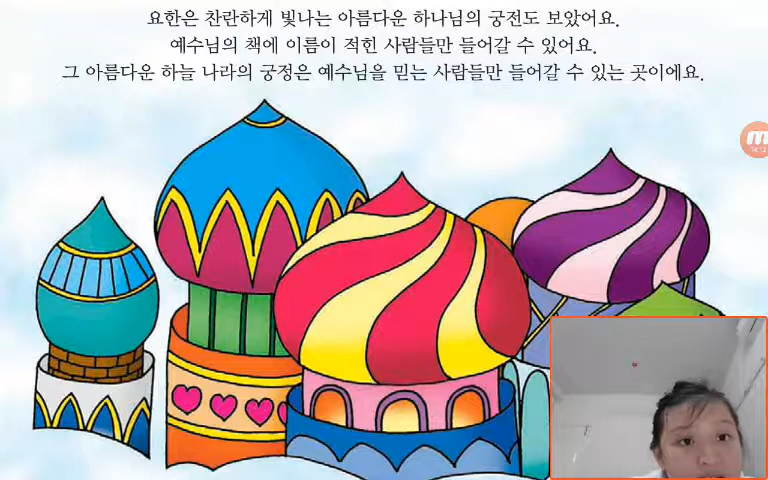 요한은 찬란하게 빛나는 아름다운 하나님의 궁전도 보았어요.
예수님의 책에 이름이 적힌 사람들만 들어갈 수 있어요.
그 아름다운 하늘 나라의 궁정은 예수님을 믿는 사람들만 들어갈 수 있는 곳이에요.